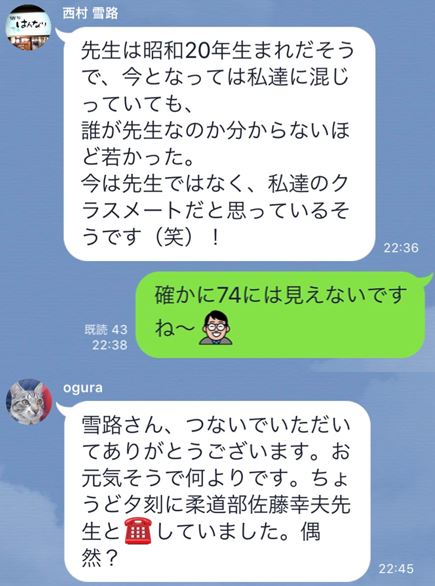 西村 雪路
先生は昭和20年生まれだそう
で、今となっては私達に混じ
っていても、
誰が先生なのか分からないほ
ど若かった。
今は先生ではなく、私達のク
ラスメートだと思っているそ
うです（笑）！
22:36
確かに74には見えないです
ね〜
既読 43
22:38
ogura
雪路さん、つないでいただい
てありがとうございます。お
元気そうで何よりです。ちょ
うど夕刻に柔道部佐藤幸夫先
生と☎️していました。偶
然？
22:45